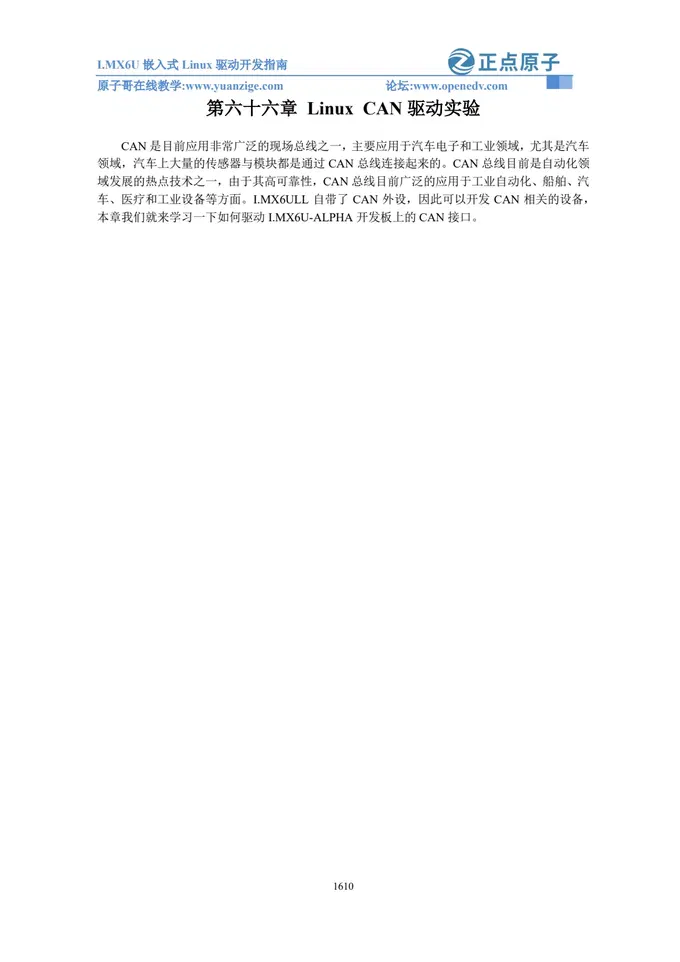 I.MX6U 嵌入式 Linux 驱动开发指南
正点原子
原子哥在线教学:www.yuanzige.com 论坛:www.openedv.com
第六十六章 Linux CAN 驱动实验
CAN 是目前应用非常广泛的现场总线之一，主要应用于汽车电子和工业领域，尤其是汽车
领域，汽车上大量的传感器与模块都是通过 CAN 总线连接起来的。CAN 总线目前是自动化领
域发展的热点技术之一，由于其高可靠性，CAN 总线目前广泛的应用于工业自动化、船舶、汽
车、医疗和工业设备等方面。I.MX6ULL 自带了 CAN 外设，因此可以开发 CAN 相关的设备，
本章我们就来学习一下如何驱动 I.MX6U-ALPHA 开发板上的 CAN 接口。
1610